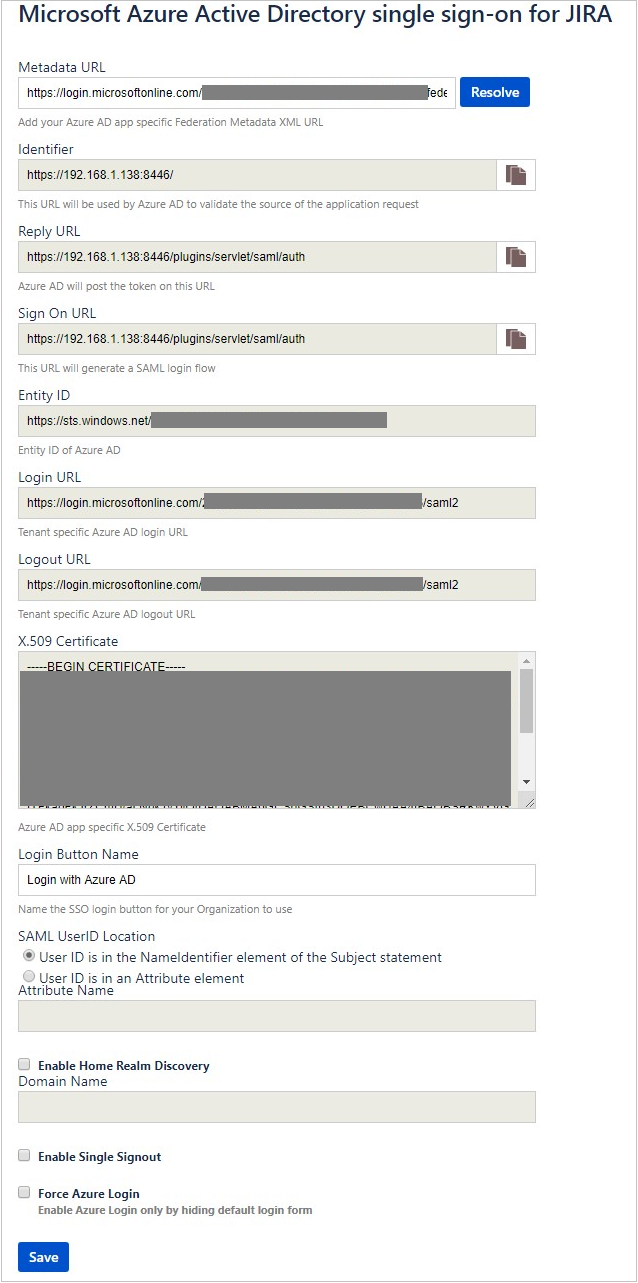 Microsoft Azure Active Directory single sign-on for JIRA
Metadata URL
https://login.microsoftonline.com/ fede
Resolve
Add your Azure AD app specific Federation Metadata XML URL
Identifier
https://192.168.1.138:8446/
This URL will be used by Azure AD to validate the source of the application request
Reply URL
https://192.168.1.138:8446/plugins/servlet/saml/auth
Azure AD will post the token on this URL
Sign On URL
https://192.168.1.138:8446/plugins/servlet/saml/auth
This URL will generate a SAML login flow
Entity ID
https://sts.windows.net/
Entity ID of Azure AD
Login URL
https://login.microsoftonline.com/ /saml2
Tenant specific Azure AD login URL
Logout URL
https://login.microsoftonline.com/ /saml2
Tenant specific Azure AD logout URL
X.509 Certificate
-----BEGIN CERTIFICATE-----
Azure AD app specific X.509 Certificate
Login Button Name
Login with Azure AD
Name the SSO login button for your Organization to use
SAML UserID Location
User ID is in the NameIdentifier element of the Subject statement
User ID is in an Attribute element
Attribute Name
Enable Home Realm Discovery
Domain Name
Enable Single Signout
Force Azure Login
Enable Azure Login only by hiding default login form
Save